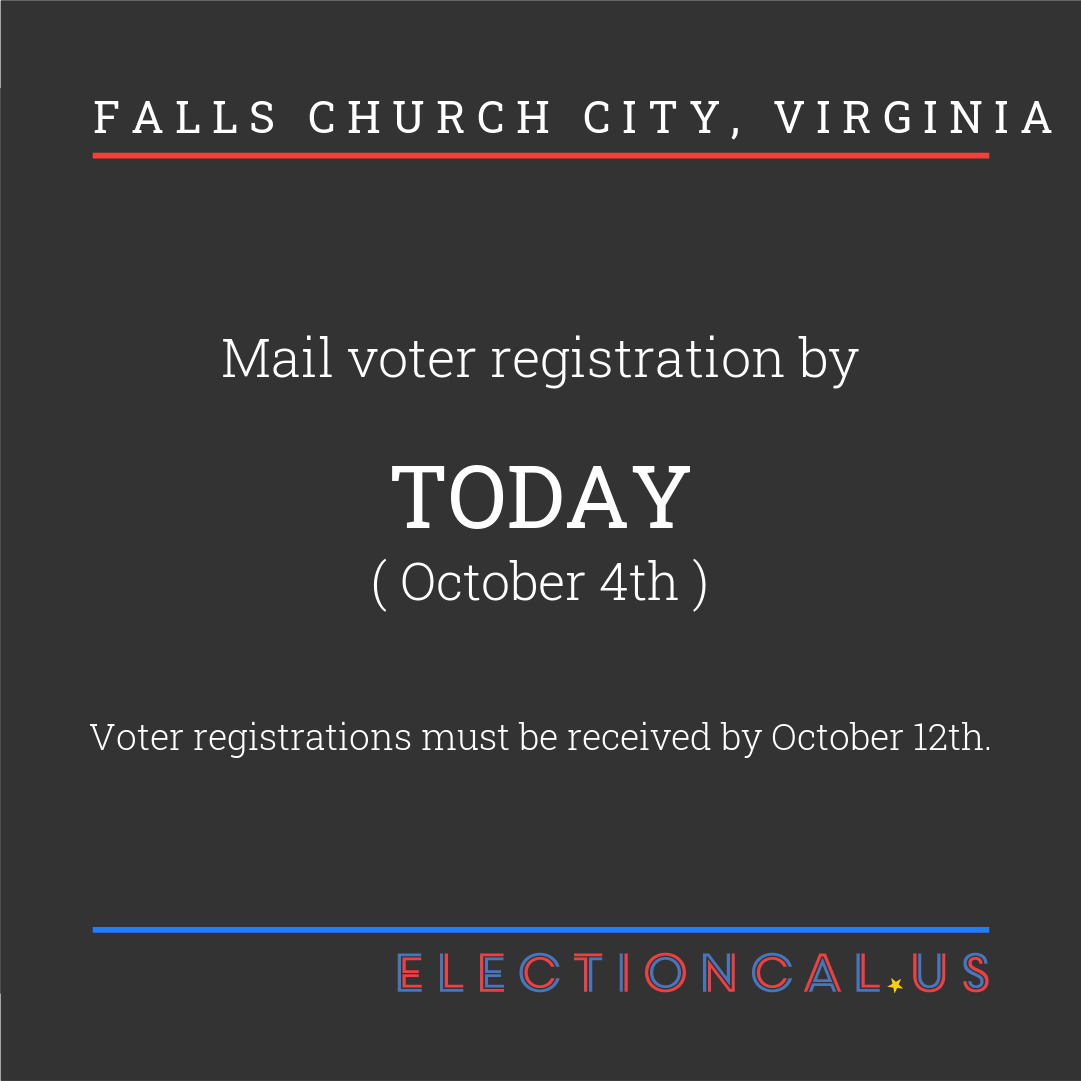 FALLS CHURCH CITY, VIRGINIA
Mail voter registration by
TODAY
( October 4th )
Voter registrations must be received by October 12th.
ELECTIONCAL.US